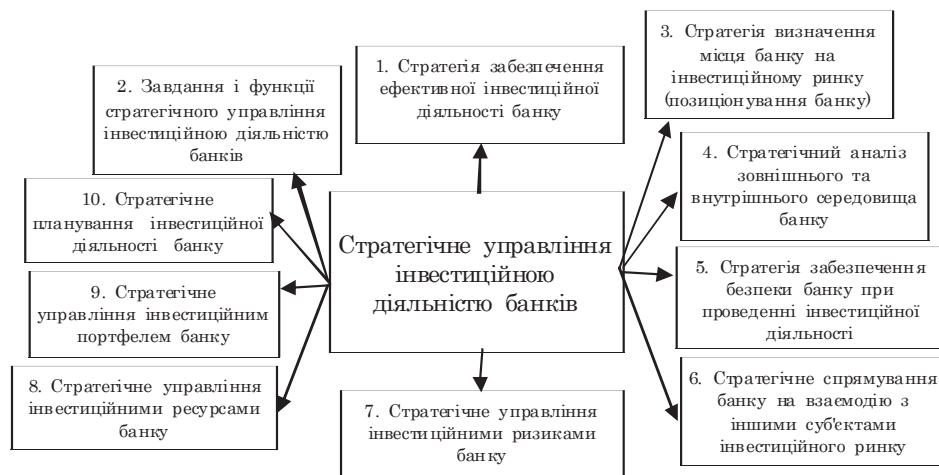 1. Стратегія забезпечення
ефективної інвестиційної
діяльності банку
2. Завдання і функції
стратегічного управління
інвестиційною діяльністю
банків
3. Стратегія визначення
місця банку на
інвестиційному ринку
(позиціонування банку)
4. Стратегічний аналіз
зовнішнього та
внутрішнього середовища
банку
5. Стратегія забезпечення
безпеки банку при
проведенні інвестиційної
діяльності
6. Стратегічне спрямування
банку на взаємодію з
іншими суб'єктами
інвестиційного ринку
7. Стратегічне управління
інвестиційними ризиками
банку
8. Стратегічне управління
інвестиційними ресурсами
банку
9. Стратегічне
управління інвестиційним
портфелем банку
10. Стратегічне
планування інвестиційної
діяльності банку
Стратегічне управління
інвестиційною
діяльністю банків